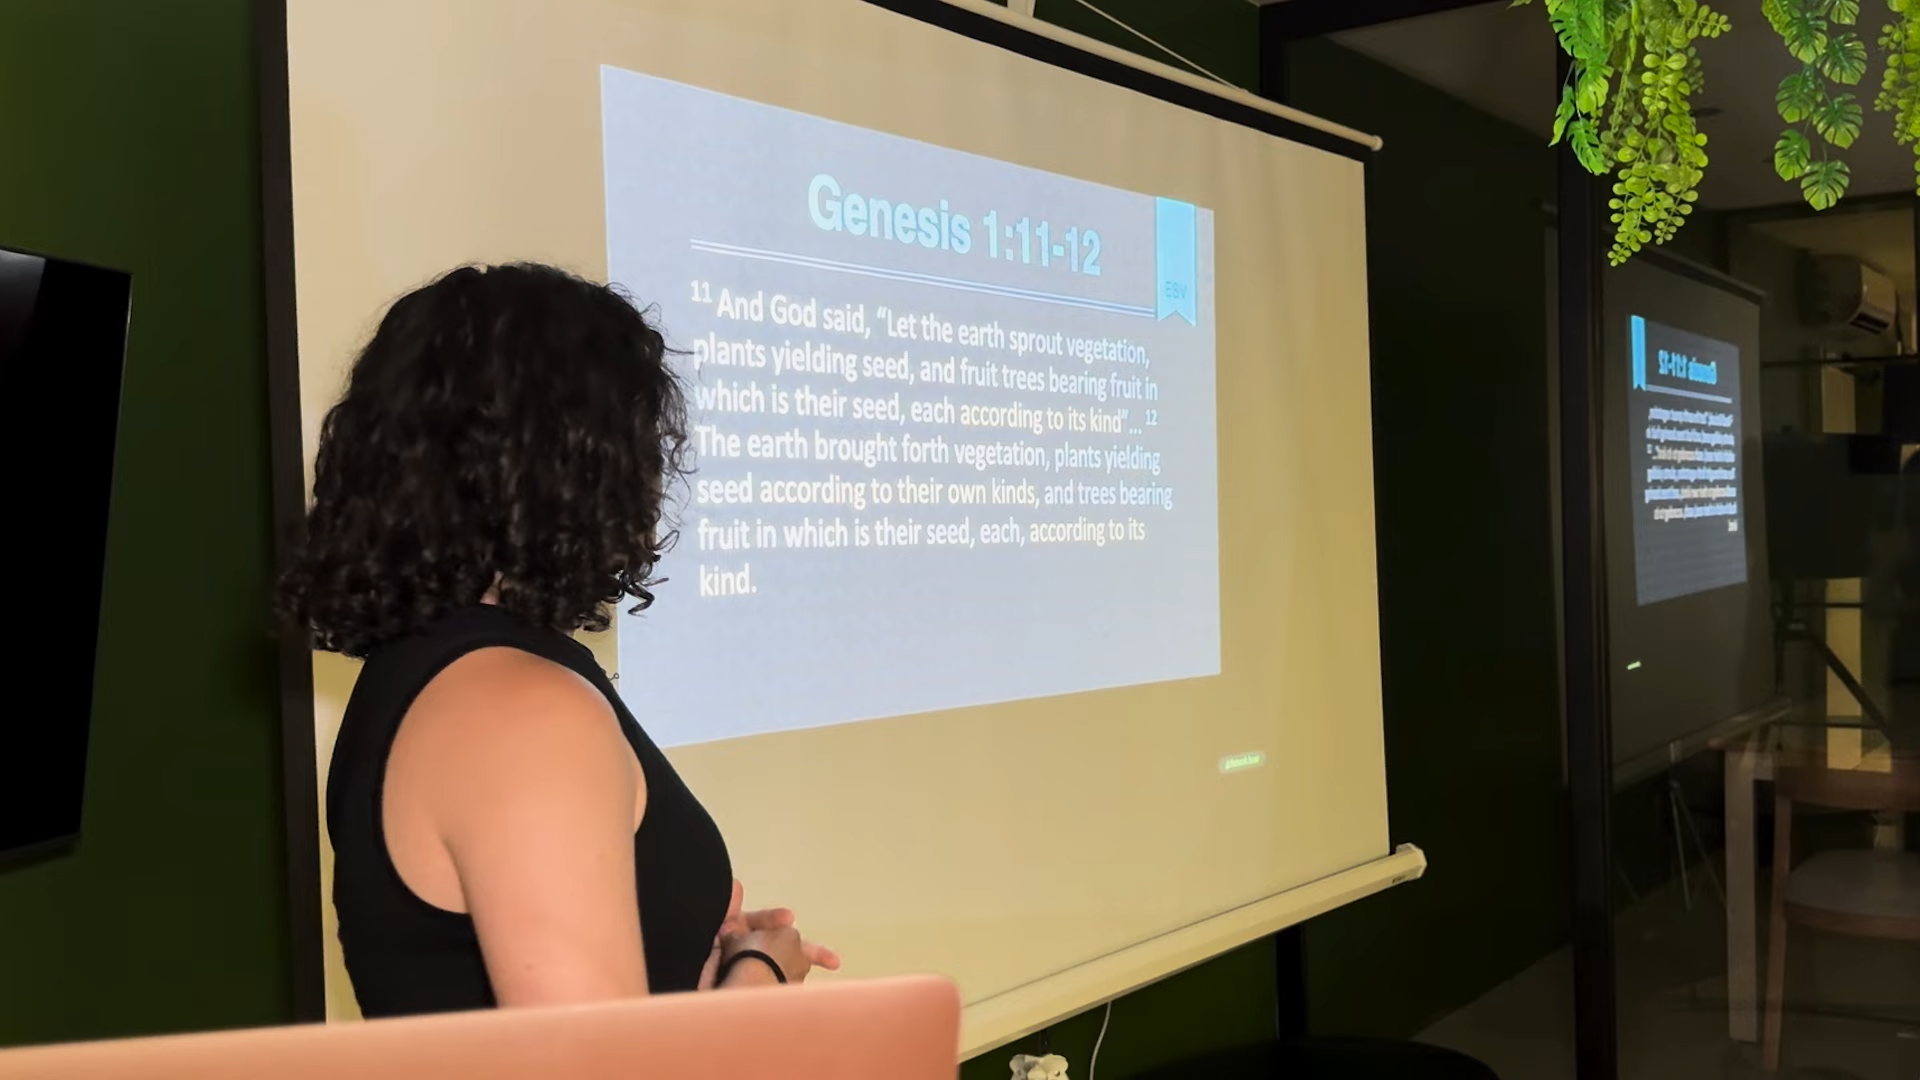 Genesis 1:11-12
ESV
11 And God said, “Let the earth sprout vegetation,
plants yielding seed, and fruit trees bearing fruit in
which is their seed, each according to its kind”... 12
The earth brought forth vegetation, plants yielding
seed according to their own kinds, and trees bearing
fruit in which is their seed, each, according to its
kind.